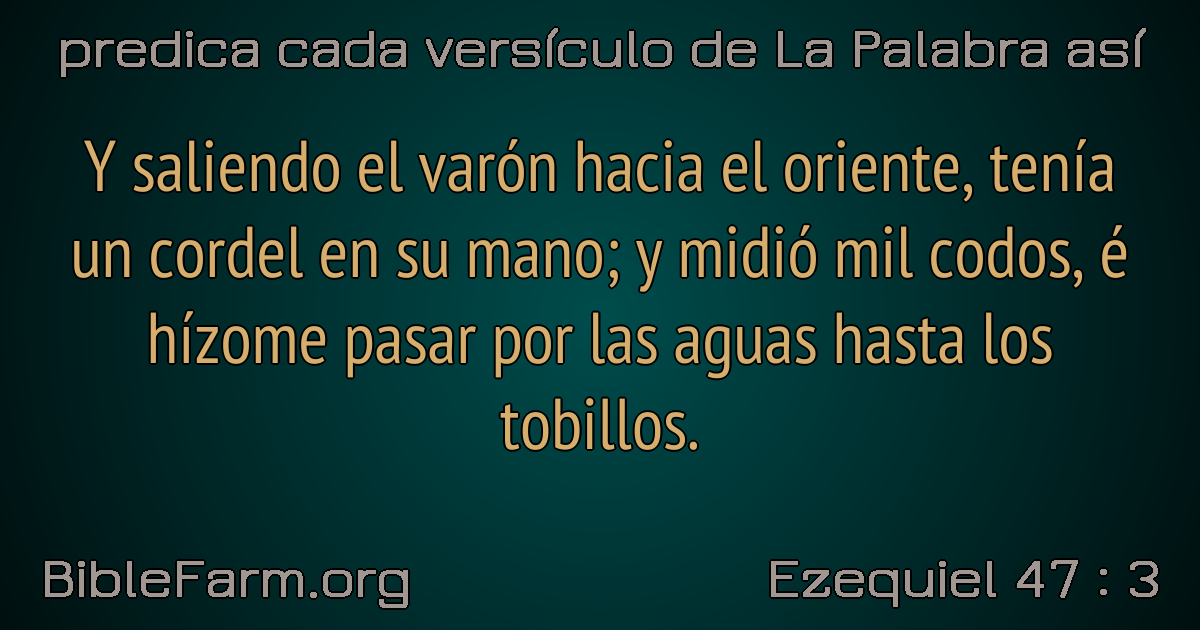 predica cada versículo de La Palabra así
Y saliendo el varón hacia el oriente, tenía
un cordel en su mano; y midió mil codos, é
hízome pasar por las aguas hasta los
tobillos.
BibleFarm.org
Ezequiel 47 : 3